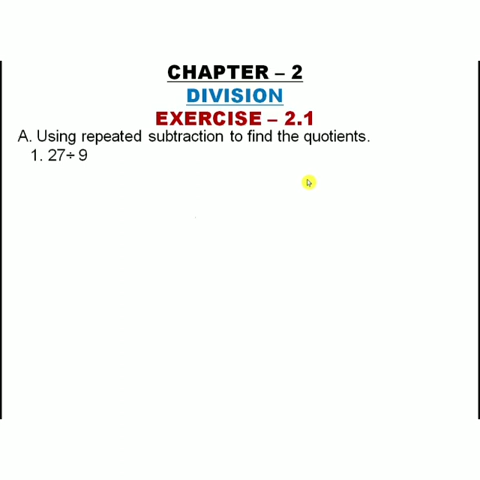 CHAPTER – 2
DIVISION
EXERCISE – 2.1
A. Using repeated subtraction to find the quotients.
1. 27÷ 9